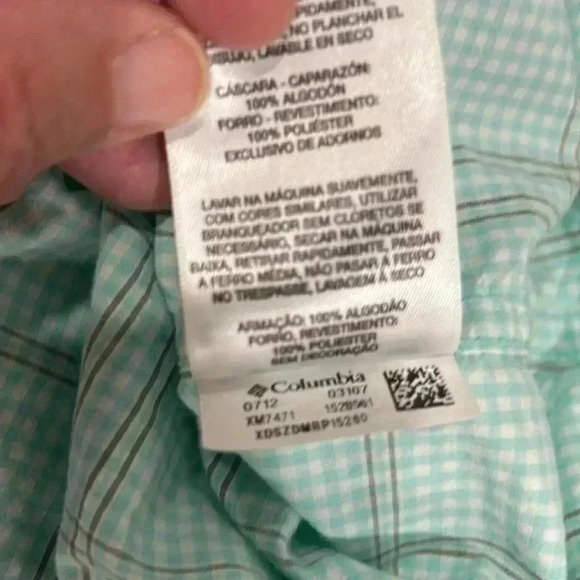 NO PLANCHAR EL
LAVABLE EN SECO
CÁSCARA - CAPARAZÓN:
100% ALGODÓN
FORRO - REVESTIMIENTO:
100% POLIÉSTER
EXCLUSIVO DE ADORNOS
LAVAR NA MÁQUINA SUAVEMENTE,
COM CORES SIMILARES, UTILIZAR
BRANQUEADOR SEM CLORETOS SE
NECESSÁRIO, SECAR NA MÁQUINA
BAIXA, RETIRAR RAPIDAMENTE, PASSAR
A FERRO MÉDIA, NÃO PASAR Á FERRO
NO TRESPASSE, LAVAGEM Á SECO
ARMAÇÃO: 100% ALGODÃO
FORRO, REVESTIMENTO:
100% POLIÉSTER
SEM DECORAÇÃO
Columbia
0712 03107
XM7471